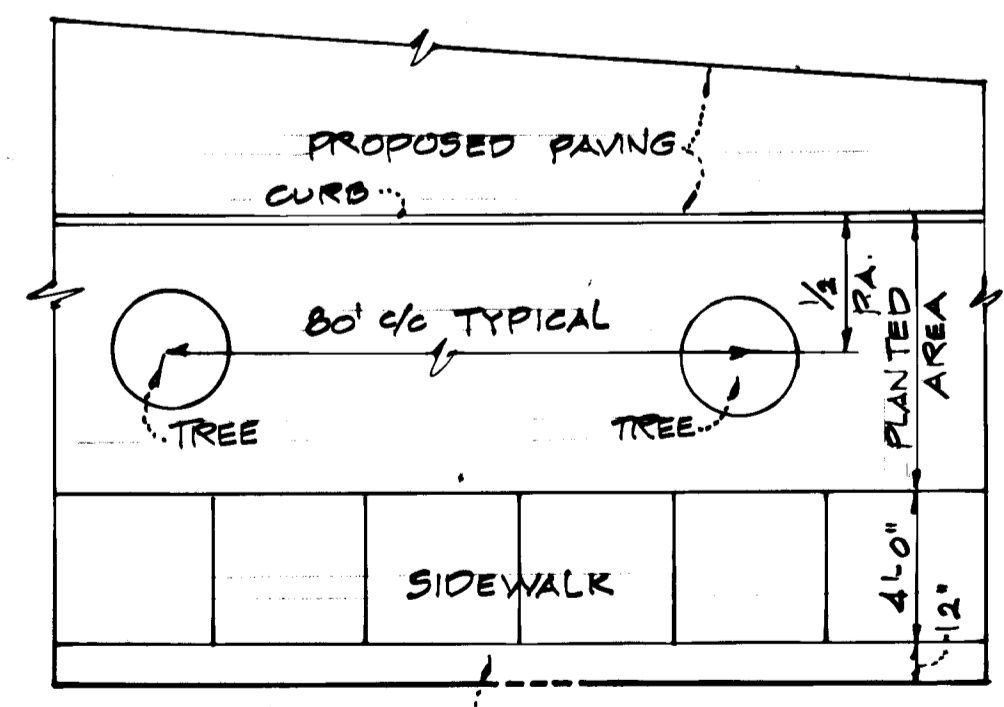 PROPOSED PAVING
CURB
80' c/c TYPICAL
1/2
P.A.
PLANTED
AREA
TREE
TREE
SIDEWALK
4'-0"
12"